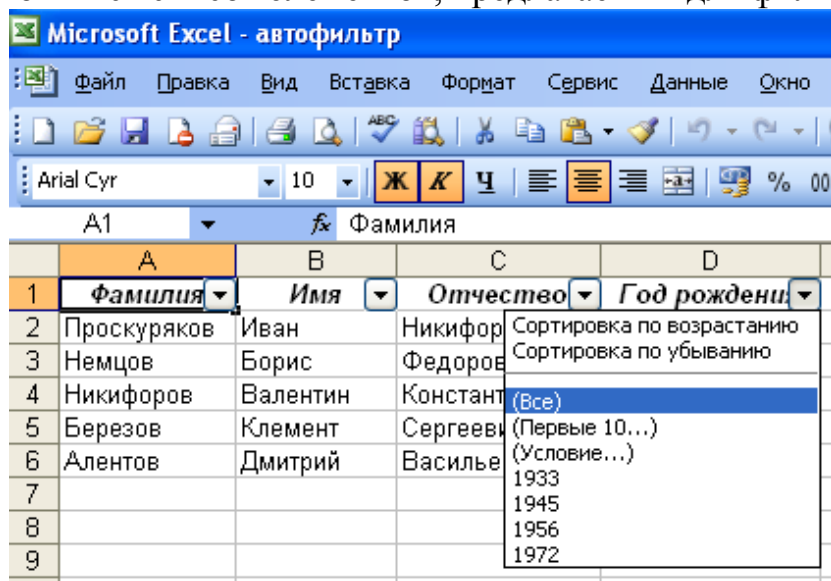 Microsoft Excel - автофильтр
Файл Правка Вид Вставка Формат Сервис Данные Окно
ABC
Arial Cyr 10 Ж К Ч % 00
A1 fx Фамилия
A B C D
1 Фамилия Имя Отчество Год рождени
2 Проскуряков Иван Никифор
3 Немцов Борис Федоров
4 Никифоров Валентин Констант
5 Березов Клемент Сергееви
6 Алентов Дмитрий Василье
7
8
9
Сортировка по возрастанию
Сортировка по убыванию
(Все)
(Первые 10...)
(Условие...)
1933
1945
1956
1972